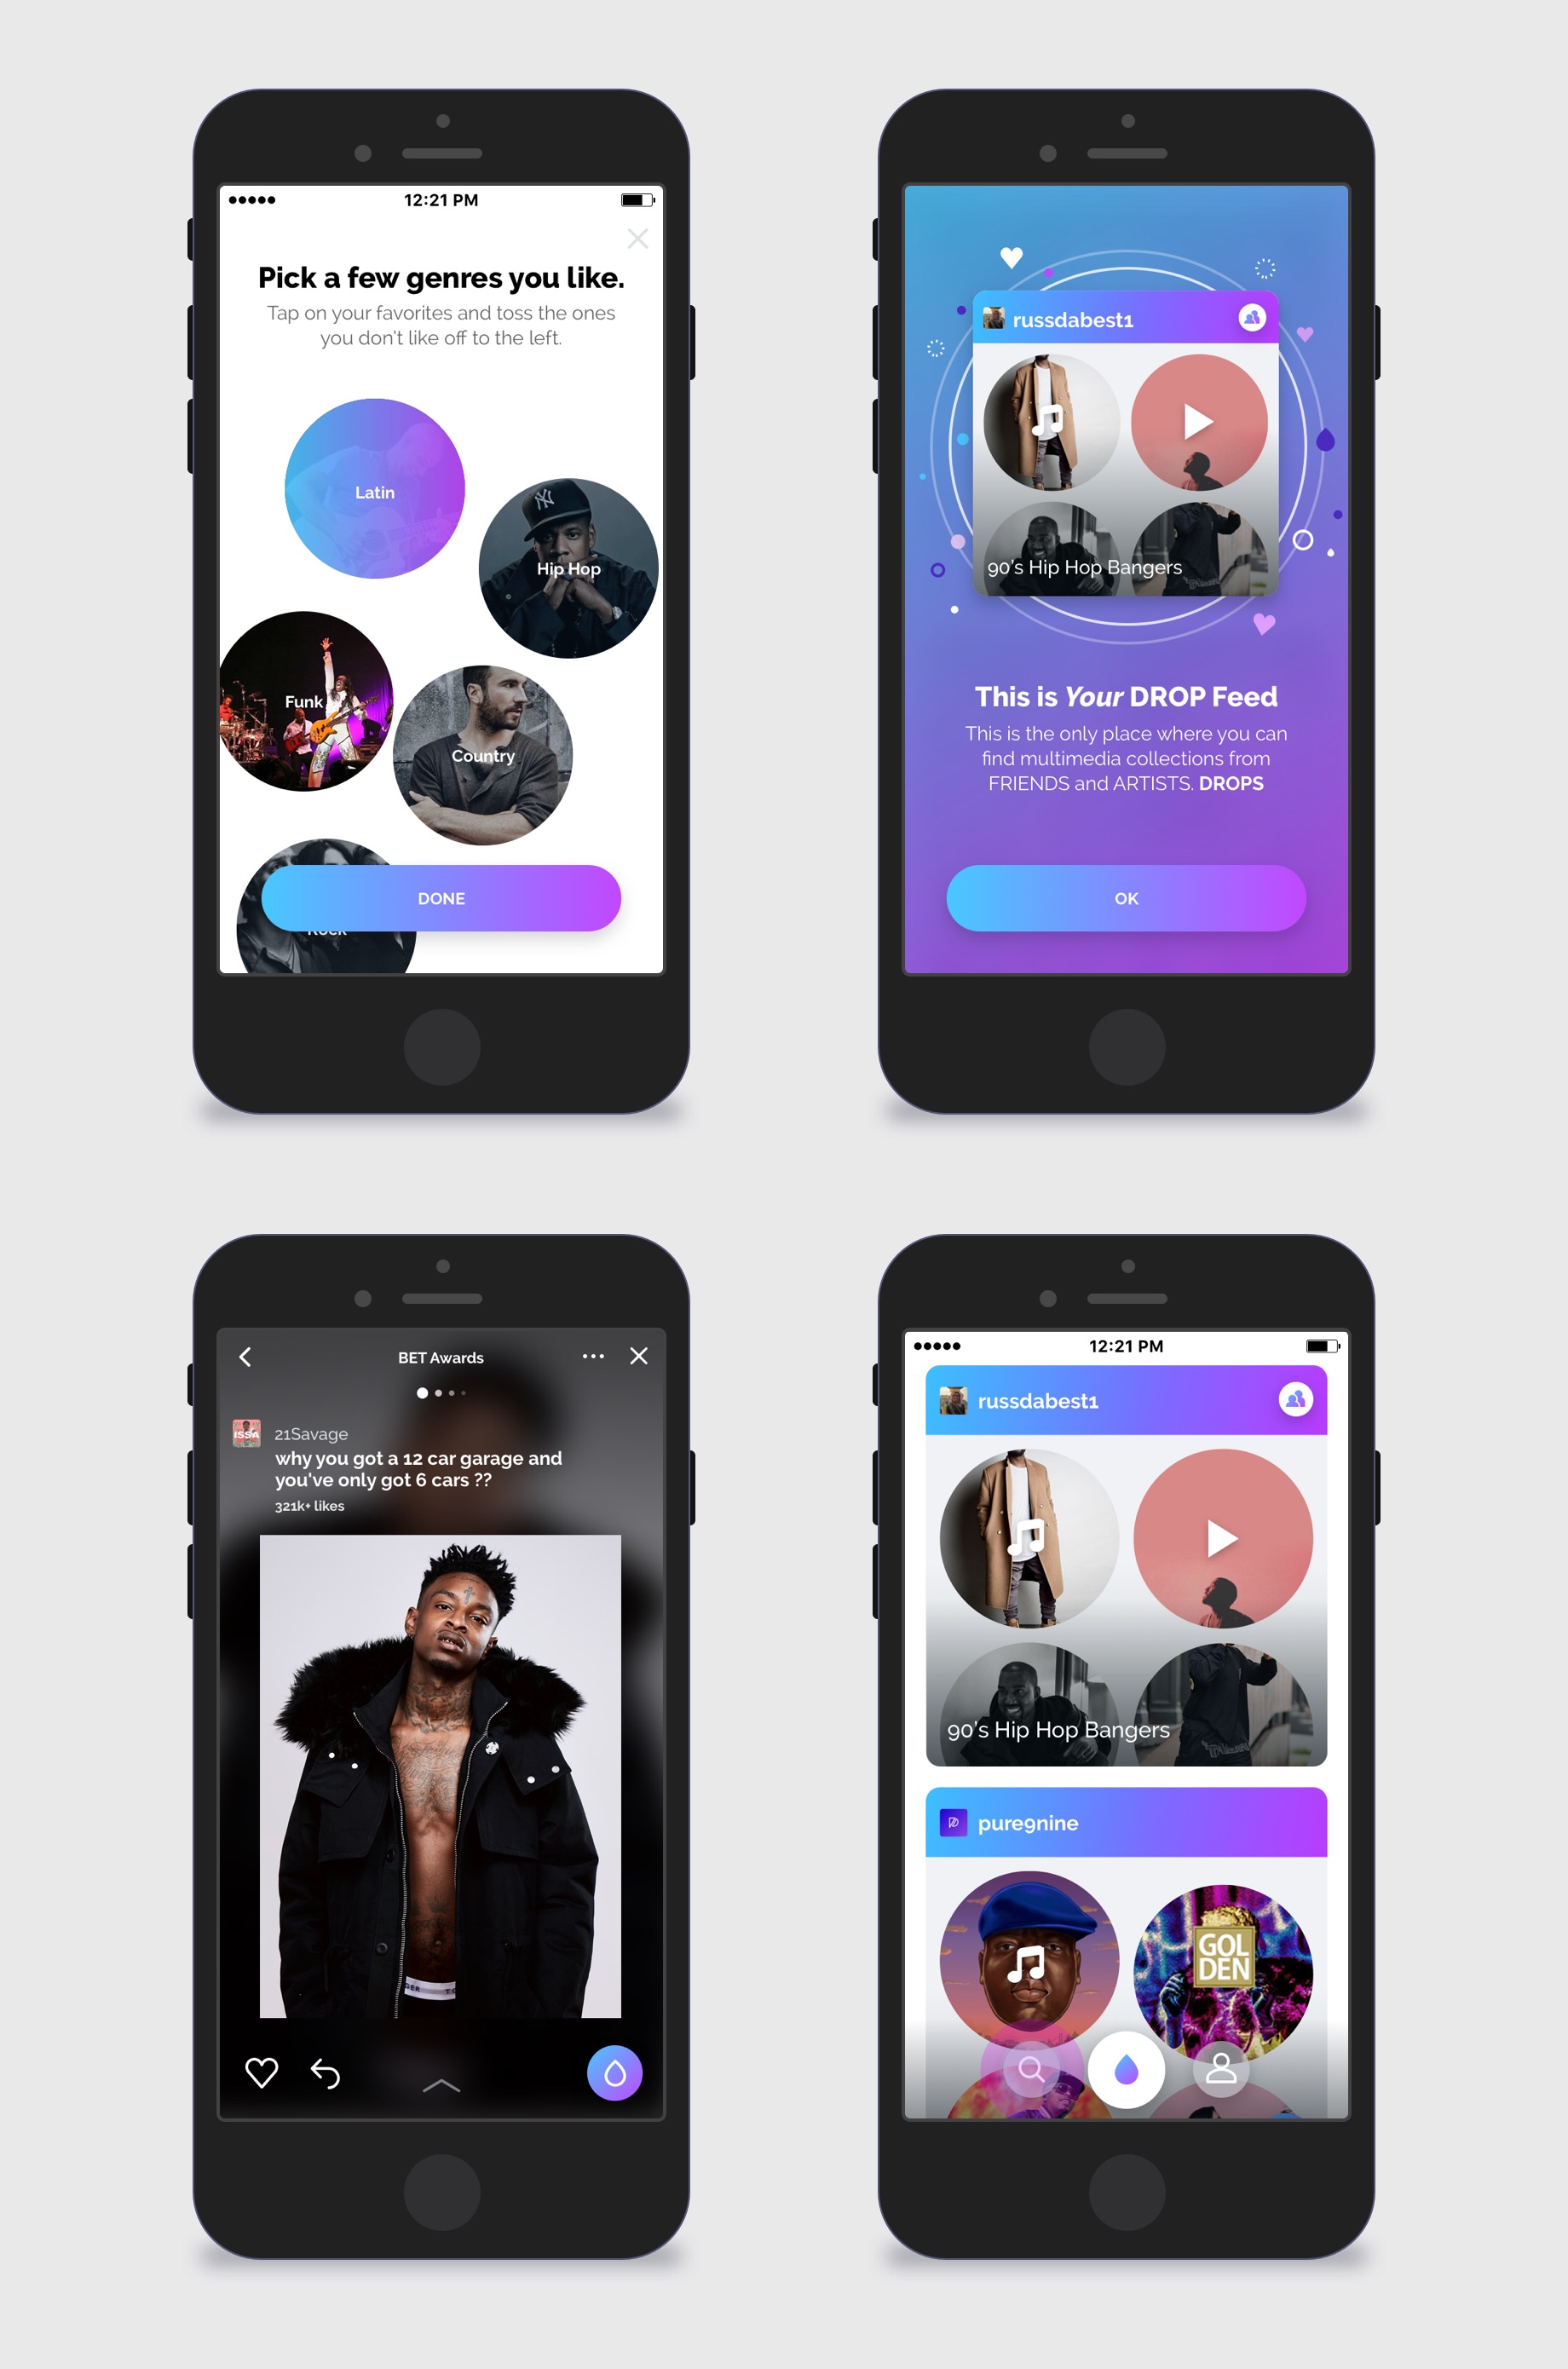 12:21 PM
Pick a few genres you like.
Tap on your favorites and toss the ones
you don't like off to the left.
Latin
Hip Hop
Funk
Country
Rock
DONE
russdabest1
90's Hip Hop Bangers
This is Your DROP Feed
This is the only place where you can
find multimedia collections from
FRIENDS and ARTISTS. DROPS
OK
BET Awards
ISSA
21Savage
why you got a 12 car garage and
you've only got 6 cars ??
321k+ likes
12:21 PM
russdabest1
90's Hip Hop Bangers
pure9nine
GOL
DEN